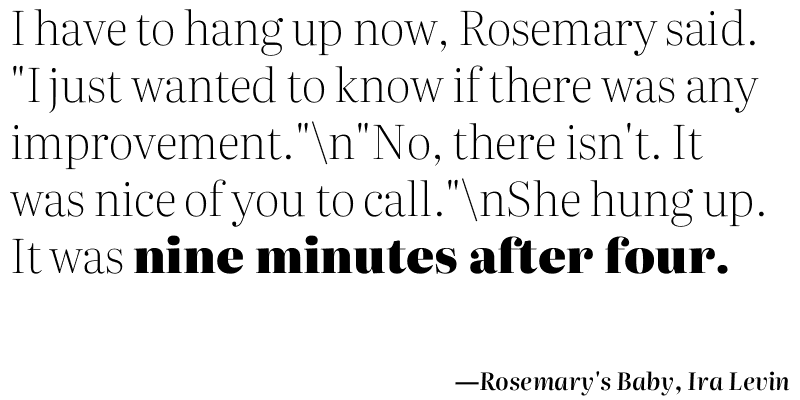 I have to hang up now, Rosemary said.
"I just wanted to know if there was any
improvement."\n"No, there isn't. It
was nice of you to call."\nShe hung up.
It was nine minutes after four.
—Rosemary's Baby, Ira Levin